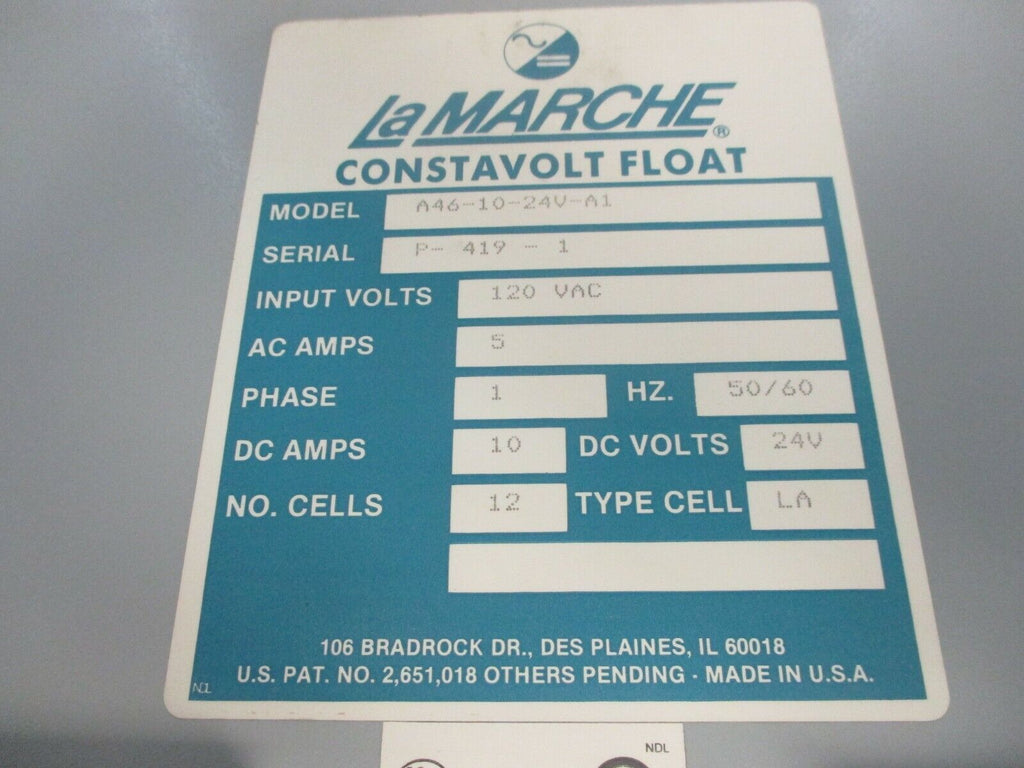 LaMARCHE®
CONSTAVOLT FLOAT
MODEL A46-10-24V-A1
SERIAL P- 419 - 1
INPUT VOLTS 120 VAC
AC AMPS 5
PHASE 1 HZ. 50/60
DC AMPS 10 DC VOLTS 24V
NO. CELLS 12 TYPE CELL LA
106 BRADROCK DR., DES PLAINES, IL 60018
U.S. PAT. NO. 2,651,018 OTHERS PENDING - MADE IN U.S.A.
NDL
NDL